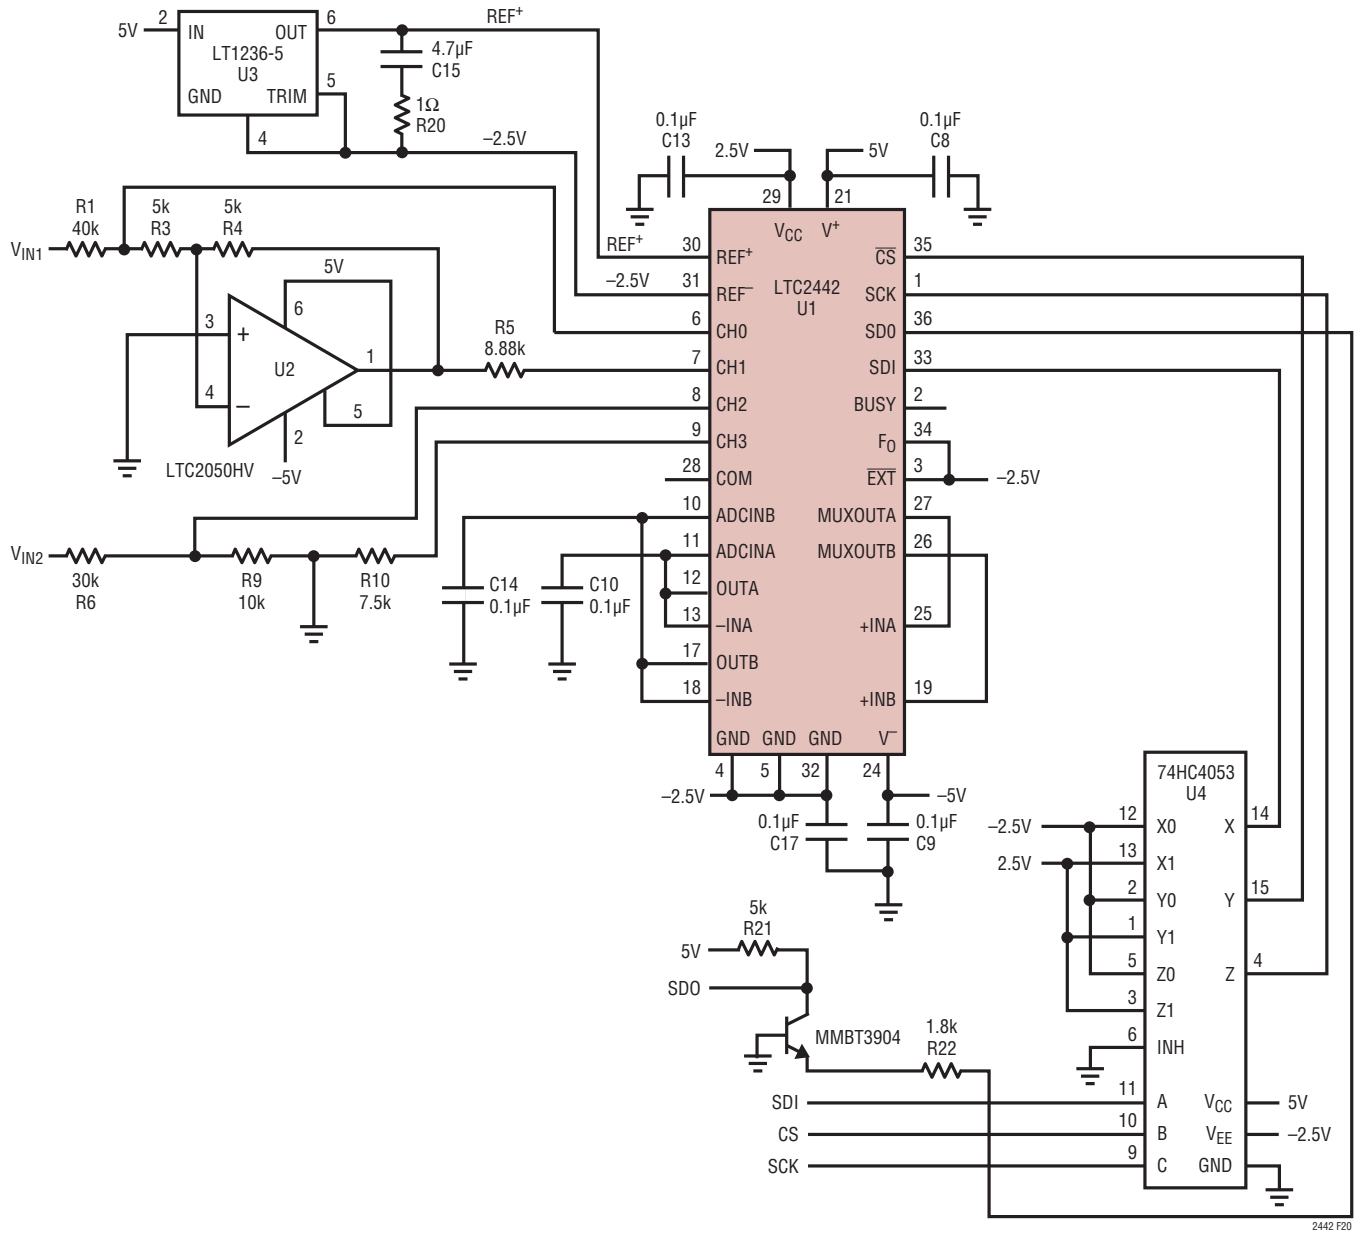 5V
2
IN
OUT
6
REF+
LT1236-5
U3
GND
TRIM
5
4
4.7µF
C15
1Ω
R20
–2.5V
0.1µF
C13
2.5V
5V
0.1µF
C8
29
21
VCC
V+
R1
40k
5k
R3
5k
R4
VIN1
5V
6
3
+
U2
1
4
–
5
2
LTC2050HV
–5V
R5
8.88k
REF+
30
REF+
–2.5V
31
REF–
LTC2442
U1
6
CH0
7
CH1
8
CH2
9
CH3
28
COM
10
ADCINB
11
ADCINA
12
OUTA
13
–INA
17
OUTB
18
–INB
CS
35
SCK
1
SD0
36
SDI
33
BUSY
2
FO
34
EXT
3
–2.5V
MUXOUTA
27
MUXOUTB
26
+INA
25
+INB
19
GND
GND
GND
V–
4
5
32
24
–2.5V
–5V
0.1µF
C17
0.1µF
C9
VIN2
30k
R6
R9
10k
R10
7.5k
C14
0.1µF
C10
0.1µF
74HC4053
U4
–2.5V
12
X0
X
14
2.5V
13
X1
2
Y0
Y
15
1
Y1
5
Z0
Z
4
3
Z1
6
INH
11
A
VCC
5V
10
B
VEE
–2.5V
9
C
GND
5k
R21
5V
SDO
MMBT3904
1.8k
R22
SDI
CS
SCK
2442 F20